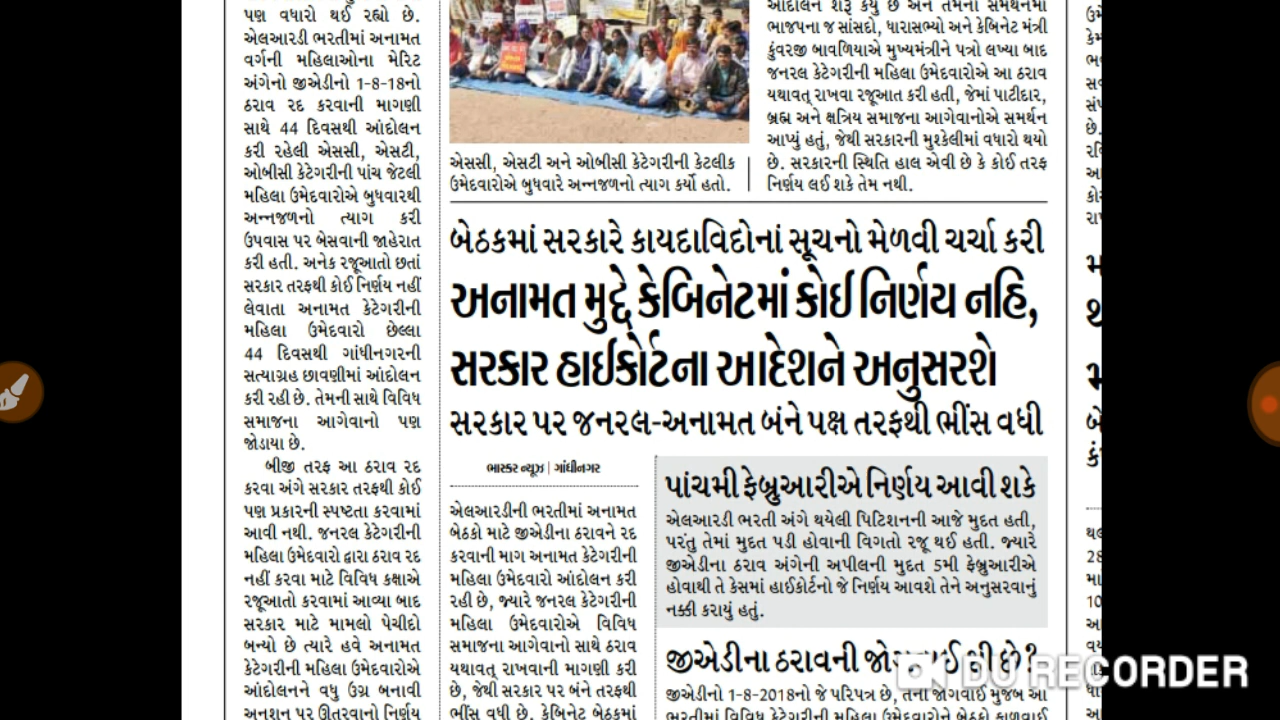 પણ વધારો થઈ રહ્યો છે.
એલઆરડી ભરતીમાં અનામત
વર્ગની મહિલાઓના મેરિટ
અંગેનો જીએડીનો 1-8-18નો
ઠરાવ રદ કરવાની માગણી
સાથે 44 દિવસથી આંદોલન
કરી રહેલી એસસી, એસટી,
ઓબીસી કેટેગરીની પાંચ જેટલી
મહિલા ઉમેદવારોએ બુધવારથી
અન્નજળનો ત્યાગ કરી
ઉપવાસ પર બેસવાની જાહેરાત
કરી હતી. અનેક રજૂઆતો છતાં
સરકાર તરફથી કોઈ નિર્ણય નહીં
લેવાતા અનામત કેટેગરીની
મહિલા ઉમેદવારો છેલ્લા
44 દિવસથી ગાંધીનગરની
સત્યાગ્રહ છાવણીમાં આંદોલન
કરી રહી છે. તેમની સાથે વિવિધ
સમાજના આગેવાનો પણ
જોડાયા છે.
બીજી તરફ આ ઠરાવ રદ
કરવા અંગે સરકાર તરફથી કોઈ
પણ પ્રકારની સ્પષ્ટતા કરવામાં
આવી નથી. જનરલ કેટેગરીની
મહિલા ઉમેદવારો દ્વારા ઠરાવ રદ
નહીં કરવા માટે વિવિધ કક્ષાએ
રજૂઆતો કરવામાં આવ્યા બાદ
સરકાર માટે મામલો પેચીદો
બન્યો છે ત્યારે હવે અનામત
કેટેગરીની મહિલા ઉમેદવારોએ
આંદોલનને વધુ ઉગ્ર બનાવી
અનશન પર ઊતરવાનો નિર્ણય
એસસી, એસટી અને ઓબીસી કેટેગરીની કેટલીક
ઉમેદવારોએ બુધવારે અન્નજળનો ત્યાગ કર્યો હતો.
આંદોલન શરૂ કર્યુ છે અને તેમના સમર્થનમાં
ભાજપના જ સાંસદો, ધારાસભ્યો અને કેબિનેટ મંત્રી
કુંવરજી બાવળિયાએ મુખ્યમંત્રીને પત્રો લખ્યા બાદ
જનરલ કેટેગરીની મહિલા ઉમેદવારોએ આ ઠરાવ
યથાવત્ રાખવા રજૂઆત કરી હતી, જેમાં પાટીદાર,
બ્રહ્મ અને ક્ષત્રિય સમાજના આગેવાનોએ સમર્થન
આપ્યું હતું, જેથી સરકારની મુશ્કેલીમાં વધારો થયો
છે. સરકારની સ્થિતિ હાલ એવી છે કે કોઈ તરફ
નિર્ણય લઈ શકે તેમ નથી.
બેઠકમાં સરકારે કાયદાવિદોનાં સૂચનો મેળવી ચર્ચા કરી
અનામત મુદ્દે કેબિનેટમાં કોઈ નિર્ણય નહિ,
સરકાર હાઈકોર્ટના આદેશને અનુસરશે
સરકાર પર જનરલ-અનામત બંને પક્ષ તરફથી ભીંસ વધી
ભાસ્કર ન્યૂઝ | ગાંધીનગર
એલઆરડીની ભરતીમાં અનામત
બેઠકો માટે જીએડીના ઠરાવને રદ
કરવાની માગ અનામત કેટેગરીની
મહિલા ઉમેદવારો આંદોલન કરી
રહી છે, જ્યારે જનરલ કેટેગરીની
મહિલા ઉમેદવારોએ વિવિધ
સમાજના આગેવાનો સાથે ઠરાવ
યથાવત્ રાખવાની માગણી કરી
છે, જેથી સરકાર પર બંને તરફથી
ભીંસ વધી છે. કેબિનેટ બેઠકમાં
પાંચમી ફેબ્રુઆરીએ નિર્ણય આવી શકે
એલઆરડી ભરતી અંગે થયેલી પિટિશનની આજે મુદત હતી,
પરંતુ તેમાં મુદત પડી હોવાની વિગતો રજૂ થઈ હતી. જ્યારે
જીએડીના ઠરાવ અંગેની અપીલની મુદત 5મી ફેબ્રુઆરીએ
હોવાથી તે કેસમાં હાઈકોર્ટનો જે નિર્ણય આવશે તેને અનુસરવાનું
નક્કી કરાયું હતું.
જીએડીના ઠરાવની જોગવાઈ શી છે?
જીએડીનો 1-8-2018નો જે પરિપત્ર છે, તેના જોગવાઈ મુજબ આ
ભરતીમાં વિવિધ કેટેગરીની મહિલા ઉમેદવારોને બેઠકો ફાળવાઈ
DU RECORDER